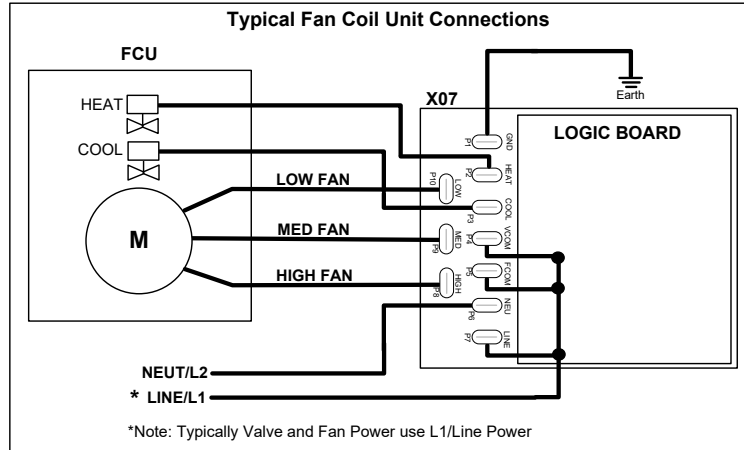 Typical Fan Coil Unit Connections
FCU
HEAT
COOL
M
LOW FAN
MED FAN
HIGH FAN
X07
Earth
LOGIC BOARD
P1 GND
P2 HEAT
P10 LOW
P3 COOL
P9 MED
P4 VCOM
P5 FCOM
P8 HIGH
P6 NEU
P7 LINE
NEUT/L2
* LINE/L1
*Note: Typically Valve and Fan Power use L1/Line Power